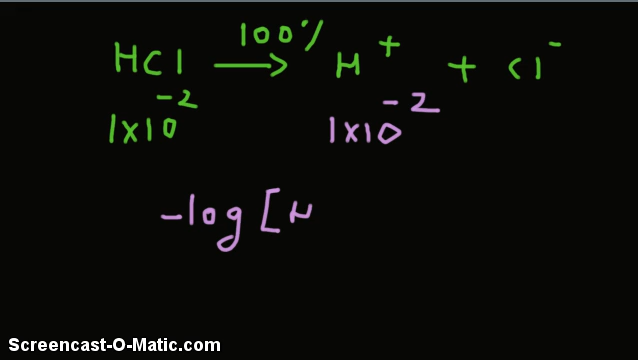 HCl 100% → H⁺ + Cl⁻
1x10⁻² 1x10⁻²
-log [H
Screencast-O-Matic.com